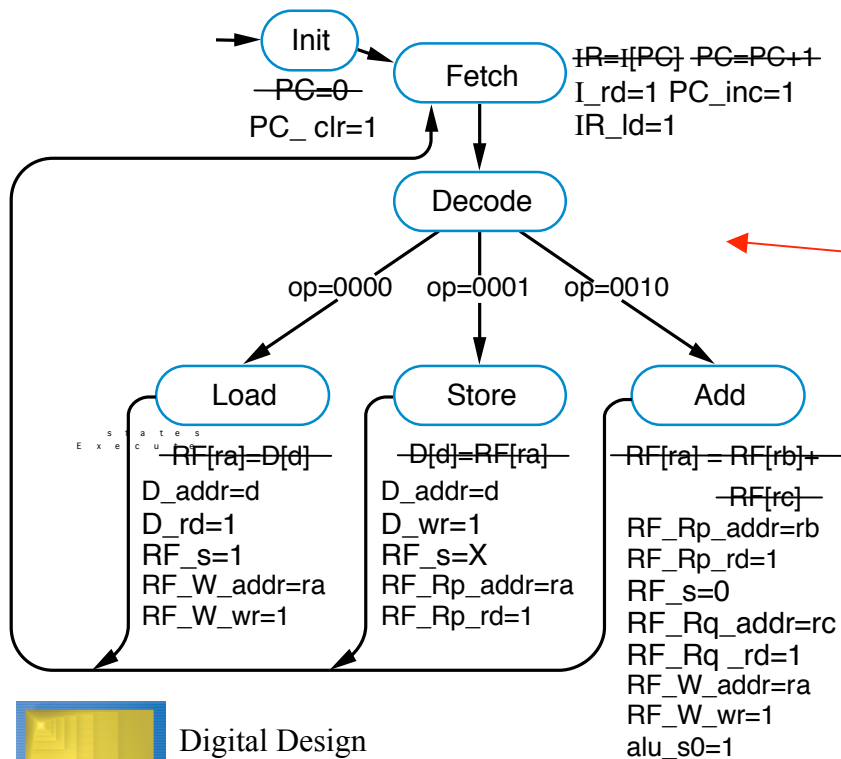 Init
PC=0
PC_ clr=1
Fetch
IR=I[PC] PC=PC+1
I_rd=1 PC_inc=1
IR_ld=1
Decode
op=0000
op=0001
op=0010
Load
Store
Add
states
Execute
RF[ra]=D[d]
D_addr=d
D_rd=1
RF_s=1
RF_W_addr=ra
RF_W_wr=1
D[d]=RF[ra]
D_addr=d
D_wr=1
RF_s=X
RF_Rp_addr=ra
RF_Rp_rd=1
RF[ra] = RF[rb]+
RF[rc]
RF_Rp_addr=rb
RF_Rp_rd=1
RF_s=0
RF_Rq_addr=rc
RF_Rq _rd=1
RF_W_addr=ra
RF_W_wr=1
alu_s0=1
Digital Design